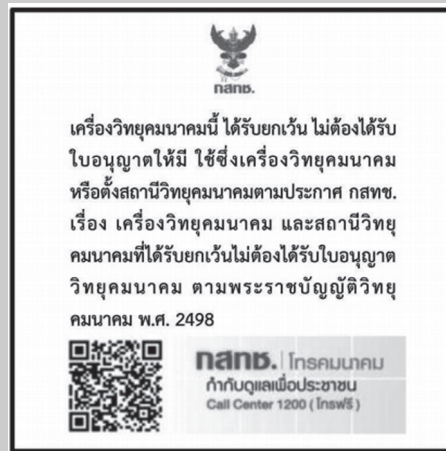 กสทช.
เครื่องวิทยุคมนาคมนี้ ได้รับยกเว้น ไม่ต้องได้รับ
ใบอนุญาตให้มี ใช้ซึ่งเครื่องวิทยุคมนาคม
หรือตั้งสถานีวิทยุคมนาคมตามประกาศ กสทช.
เรื่อง เครื่องวิทยุคมนาคม และสถานีวิทยุ
คมนาคมที่ได้รับยกเว้นไม่ต้องได้รับใบอนุญาต
วิทยุคมนาคม ตามพระราชบัญญัติวิทยุ
คมนาคม พ.ศ. 2498
กสทช. | โทรคมนาคม
กำกับดูแลเพื่อประชาชน
Call Center 1200 ( โทรฟรี )